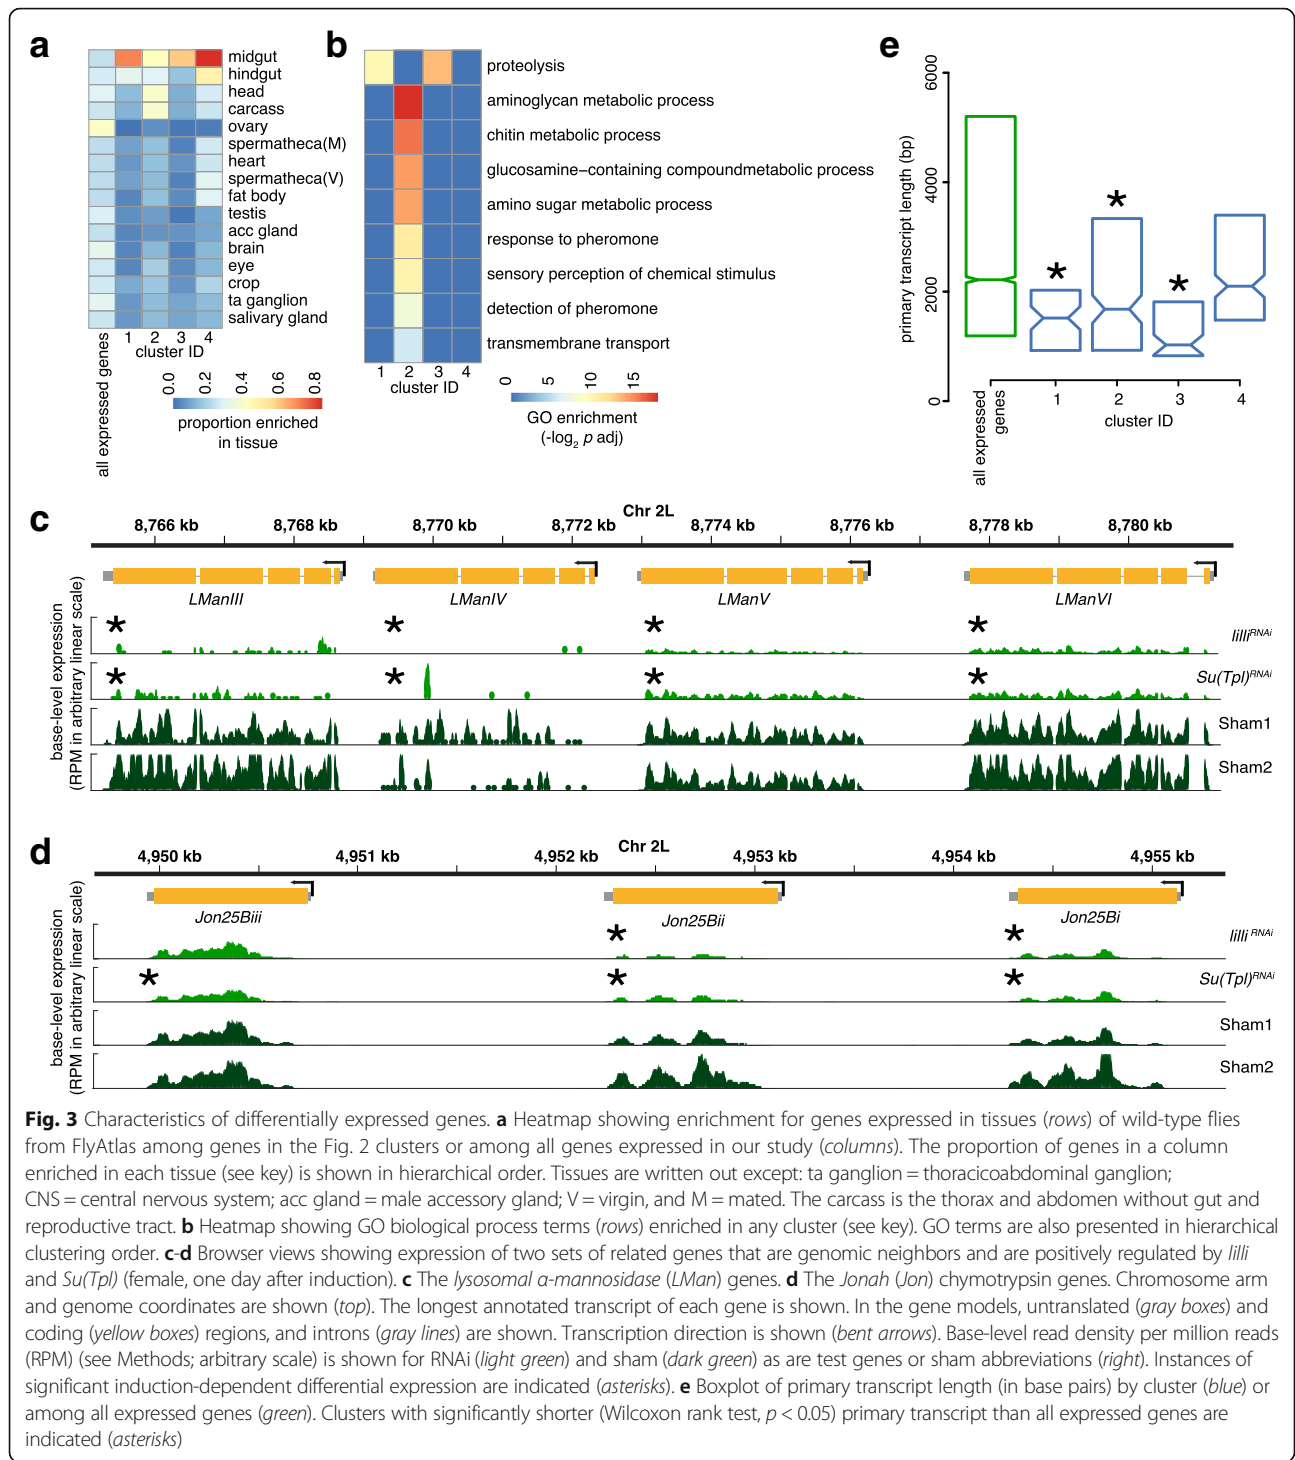 a
midgut
hindgut
head
carcass
ovary
spermatheca(M)
heart
spermatheca(V)
fat body
testis
acc gland
brain
eye
crop
ta ganglion
salivary gland
all expressed genes
1 2 3 4
cluster ID
0.0 0.2 0.4 0.6 0.8
proportion enriched
in tissue
b
proteolysis
aminoglycan metabolic process
chitin metabolic process
glucosamine−containing compoundmetabolic process
amino sugar metabolic process
response to pheromone
sensory perception of chemical stimulus
detection of pheromone
transmembrane transport
1 2 3 4
cluster ID
0 5 10 15
GO enrichment
(-log2 p adj)
e
primary transcript length (bp)
6000
4000
2000
0
* * *
all expressed
genes
1 2 3 4
cluster ID
c
Chr 2L
8,766 kb 8,768 kb 8,770 kb 8,772 kb 8,774 kb 8,776 kb 8,778 kb 8,780 kb
LManIII LManIV LManV LManVI
base-level expression
(RPM in arbitrary linear scale)
* * * * lilliRNAi
* * * * Su(Tpl)RNAi
Sham1
Sham2
d
Chr 2L
4,950 kb 4,951 kb 4,952 kb 4,953 kb 4,954 kb 4,955 kb
Jon25Biii Jon25Bii Jon25Bi
base-level expression
(RPM in arbitrary linear scale)
* * lilli RNAi
* * * Su(Tpl)RNAi
Sham1
Sham2
Fig. 3 Characteristics of differentially expressed genes. a Heatmap showing enrichment for genes expressed in tissues (rows) of wild-type flies
from FlyAtlas among genes in the Fig. 2 clusters or among all genes expressed in our study (columns). The proportion of genes in a column
enriched in each tissue (see key) is shown in hierarchical order. Tissues are written out except: ta ganglion = thoracicoabdominal ganglion;
CNS = central nervous system; acc gland = male accessory gland; V = virgin, and M = mated. The carcass is the thorax and abdomen without gut and
reproductive tract. b Heatmap showing GO biological process terms (rows) enriched in any cluster (see key). GO terms are also presented in hierarchical
clustering order. c-d Browser views showing expression of two sets of related genes that are genomic neighbors and are positively regulated by lilli
and Su(Tpl) (female, one day after induction). c The lysosomal α-mannosidase (LMan) genes. d The Jonah (Jon) chymotrypsin genes. Chromosome arm
and genome coordinates are shown (top). The longest annotated transcript of each gene is shown. In the gene models, untranslated (gray boxes) and
coding (yellow boxes) regions, and introns (gray lines) are shown. Transcription direction is shown (bent arrows). Base-level read density per million reads
(RPM) (see Methods; arbitrary scale) is shown for RNAi (light green) and sham (dark green) as are test genes or sham abbreviations (right). Instances of
significant induction-dependent differential expression are indicated (asterisks). e Boxplot of primary transcript length (in base pairs) by cluster (blue) or
among all expressed genes (green). Clusters with significantly shorter (Wilcoxon rank test, p < 0.05) primary transcript than all expressed genes are
indicated (asterisks)